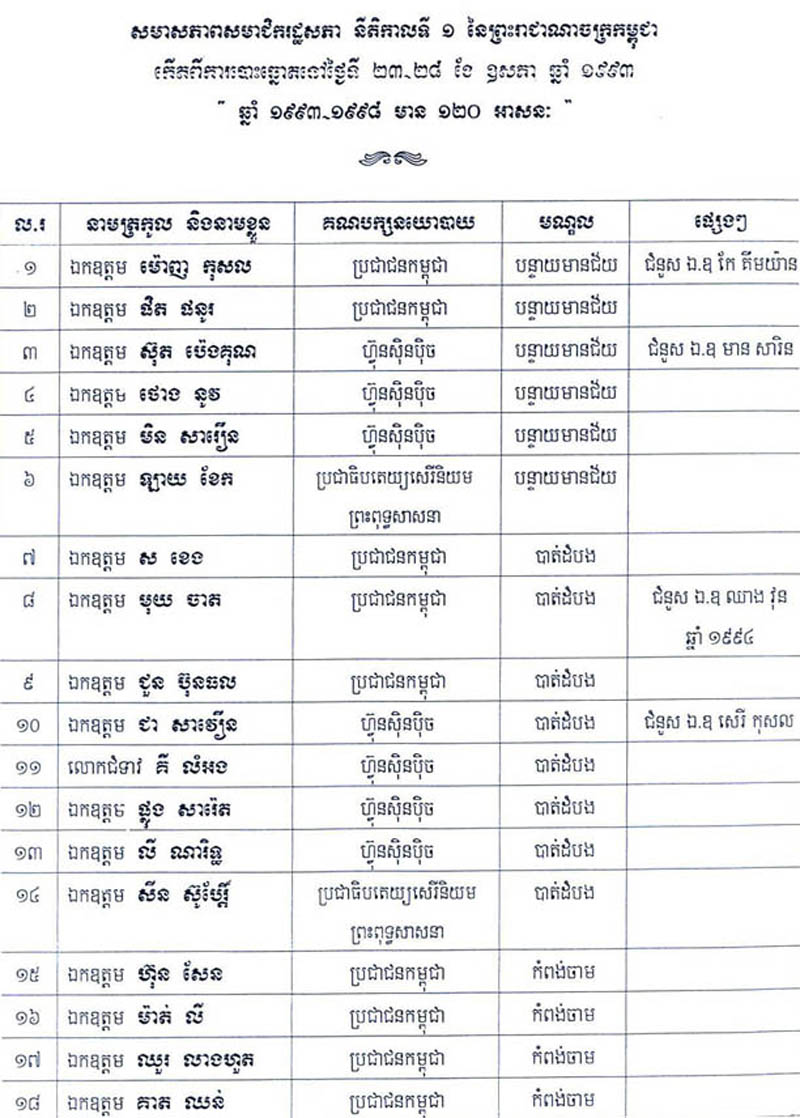 សមាសភាពសមាជិករដ្ឋសភា នីតិកាលទី ១ នៃព្រះរាជាណាចក្រកម្ពុជា
កើតពីការបោះឆ្នោតនៅថ្ងៃទី ២៣-២៨ ខែ ឧសភា ឆ្នាំ ១៩៩៣
" ឆ្នាំ ១៩៩៣-១៩៩៨ មាន ១២០ អាសនៈ "
ល.រ នាមត្រកូល និងនាមខ្លួន គណបក្សនយោបាយ មណ្ឌល ផ្សេងៗ
១ ឯកឧត្តម ម៉ោញ កុសល ប្រជាជនកម្ពុជា បន្ទាយមានជ័យ ជំនួស ឯ.ឧ កែ គីមយ៉ាន
២ ឯកឧត្តម ផិត ផនូរ ប្រជាជនកម្ពុជា បន្ទាយមានជ័យ
៣ ឯកឧត្តម ស៊ុត ប៉េងគុណ ហ៊្វុនស៊ិនប៉ិច បន្ទាយមានជ័យ ជំនួស ឯ.ឧ មាន សារិន
៤ ឯកឧត្តម ថោង នូវ ហ៊្វុនស៊ិនប៉ិច បន្ទាយមានជ័យ
៥ ឯកឧត្តម មិន សារឿន ហ៊្វុនស៊ិនប៉ិច បន្ទាយមានជ័យ
៦ ឯកឧត្តម ឡាយ ខែក ប្រជាធិបតេយ្យសេរីនិយម បន្ទាយមានជ័យ
ព្រះពុទ្ធសាសនា
៧ ឯកឧត្តម ស ខេង ប្រជាជនកម្ពុជា បាត់ដំបង
៨ ឯកឧត្តម មុយ ចាត ប្រជាជនកម្ពុជា បាត់ដំបង ជំនួស ឯ.ឧ ឈាង វុន
ឆ្នាំ ១៩៩៤
៩ ឯកឧត្តម ជួន ប៊ុនធល ប្រជាជនកម្ពុជា បាត់ដំបង
១០ ឯកឧត្តម ជា សាវឿន ហ៊្វុនស៊ិនប៉ិច បាត់ដំបង ជំនួស ឯ.ឧ សេរី កុសល
១១ លោកជំទាវ គី លំអង ហ៊្វុនស៊ិនប៉ិច បាត់ដំបង
១២ ឯកឧត្តម ផ្លូង សារ៉េត ហ៊្វុនស៊ិនប៉ិច បាត់ដំបង
១៣ ឯកឧត្តម លី ណារិទ្ធ ហ៊្វុនស៊ិនប៉ិច បាត់ដំបង
១៤ ឯកឧត្តម សឺន ប្រជាធិបតេយ្យសេរីនិយម បាត់ដំបង
ព្រះពុទ្ធសាសនា
១៥ ឯកឧត្តម ហ៊ុន សែន ប្រជាជនកម្ពុជា កំពង់ចាម
១៦ ឯកឧត្តម ម៉ាត់ លី ប្រជាជនកម្ពុជា កំពង់ចាម
១៧ ឯកឧត្តម ឈួរ លាងហួត ប្រជាជនកម្ពុជា កំពង់ចាម
១៨ ឯកឧត្តម គាត ឈន់ ប្រជាជនកម្ពុជា កំពង់ចាម